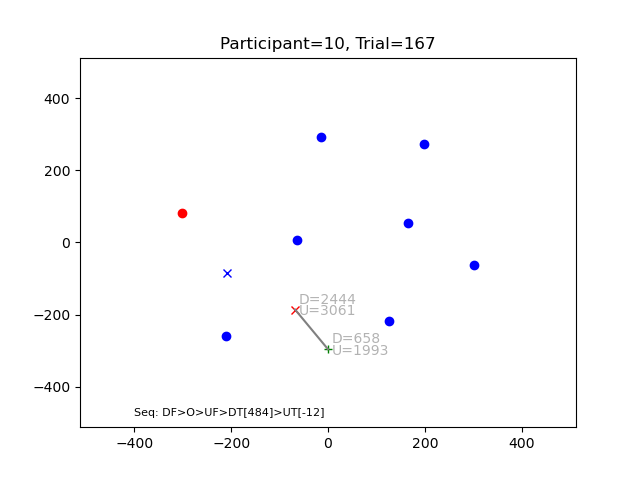 Participant=10, Trial=167
400
200
0
−200
−400
D=2444
U=3061
D=658
U=1993
Seq: DF>O>UF>DT[484]>UT[-12]
−400
−200
0
200
400